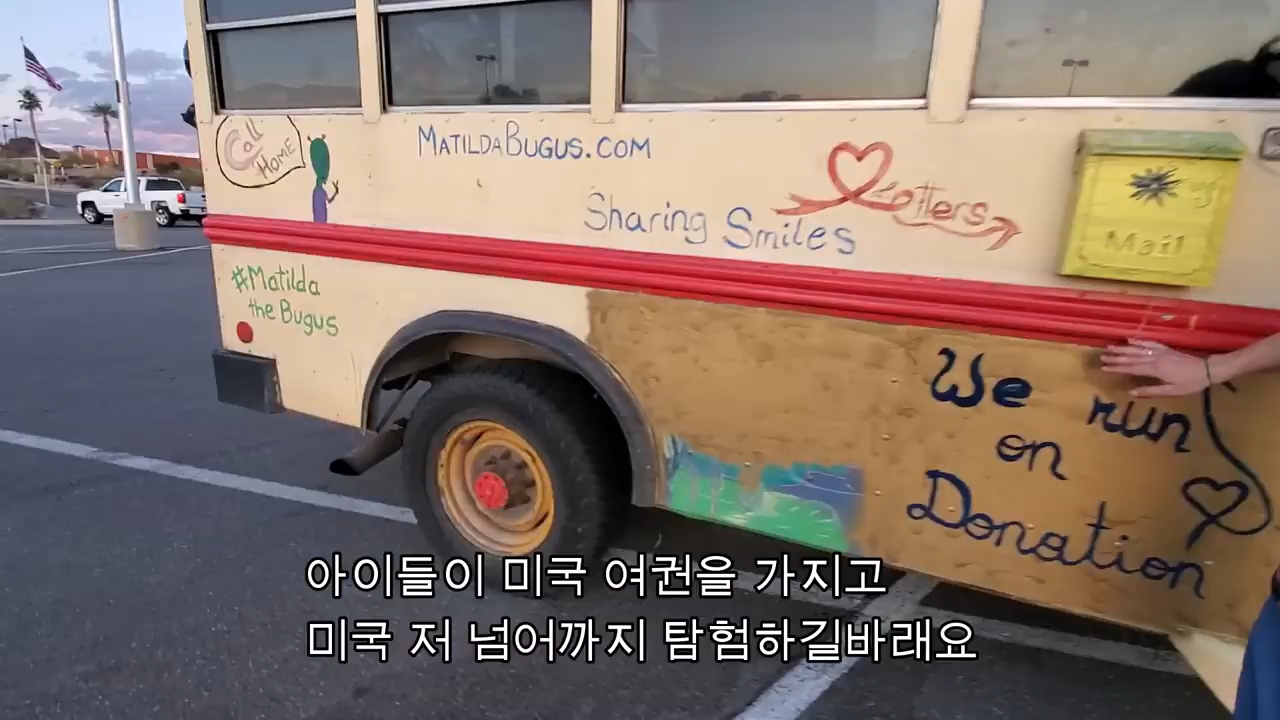 Call
HOME
MATILDABUGUS.COM
Letters
Sharing Smiles
Mail
#Matilda
the Bugus
We run
on
Donation
아이들이 미국 여권을 가지고
미국 저 넘어까지 탐험하길바래요